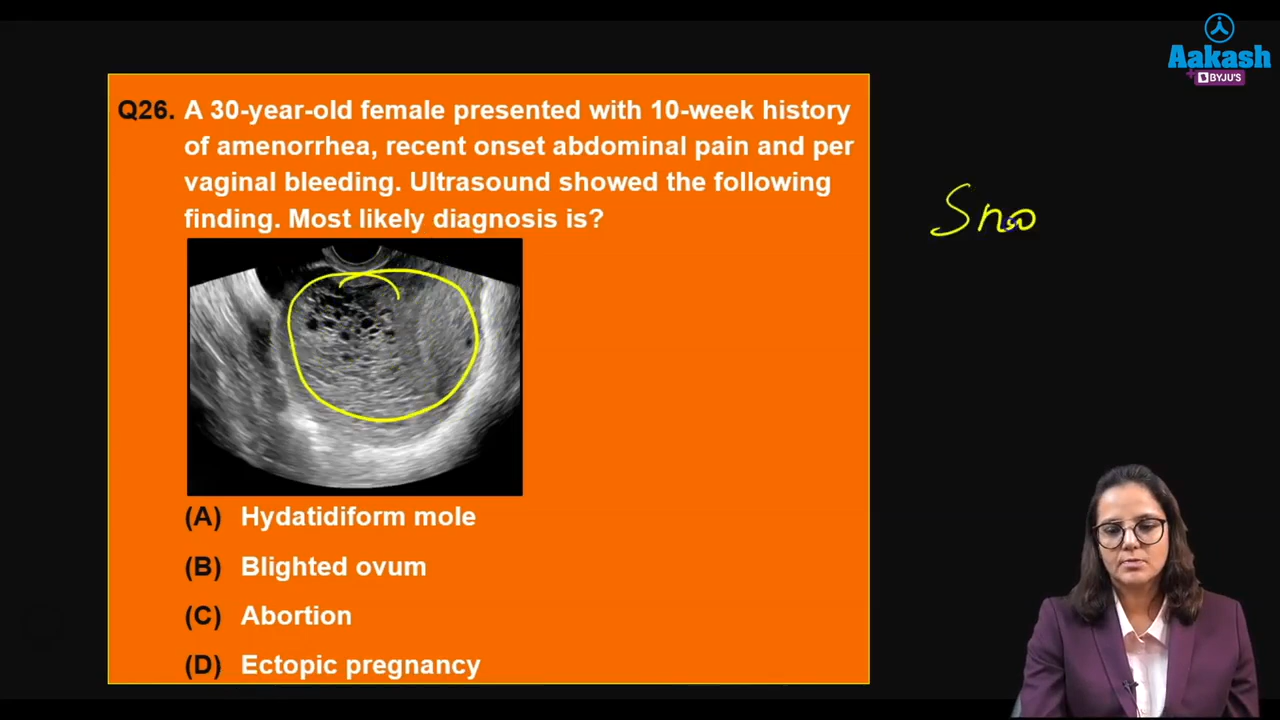 Aakash
+ BYJU'S
Q26. A 30-year-old female presented with 10-week history
of amenorrhea, recent onset abdominal pain and per
vaginal bleeding. Ultrasound showed the following
finding. Most likely diagnosis is?
Sno
(A) Hydatidiform mole
(B) Blighted ovum
(C) Abortion
(D) Ectopic pregnancy